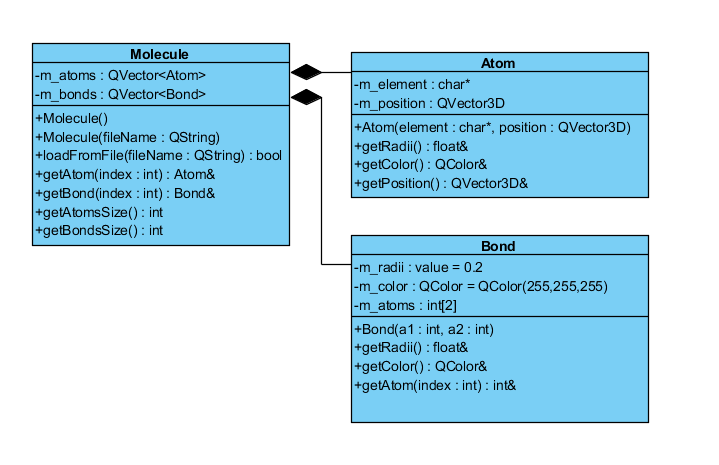 Molecule
-m_atoms : QVector<Atom>
-m_bonds : QVector<Bond>
+Molecule()
+Molecule(fileName : QString)
+loadFromFile(fileName : QString) : bool
+getAtom(index : int) : Atom&
+getBond(index : int) : Bond&
+getAtomsSize() : int
+getBondsSize() : int
Atom
-m_element : char*
-m_position : QVector3D
+Atom(element : char*, position : QVector3D)
+getRadii() : float&
+getColor() : QColor&
+getPosition() : QVector3D&
Bond
-m_radii : value = 0.2
-m_color : QColor = QColor(255,255,255)
-m_atoms : int[2]
+Bond(a1 : int, a2 : int)
+getRadii() : float&
+getColor() : QColor&
+getAtom(index : int) : int&